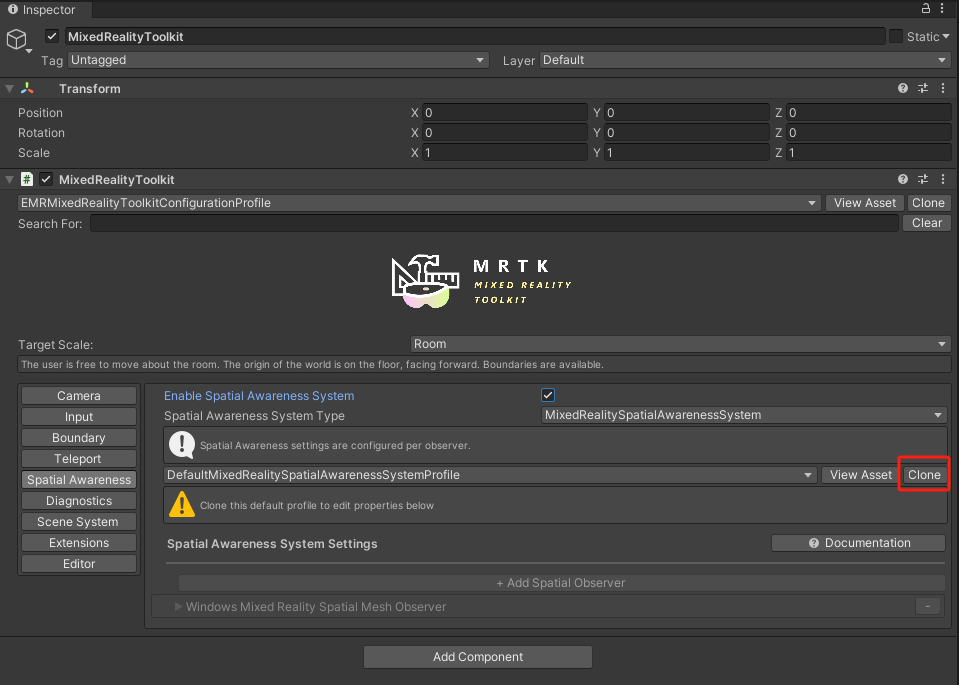 Inspector
MixedRealityToolkit Static
Tag Untagged Layer Default
Transform
Position X 0 Y 0 Z 0
Rotation X 0 Y 0 Z 0
Scale X 1 Y 1 Z 1
# MixedRealityToolkit
EMRMixedRealityToolkitConfigurationProfile View Asset Clone
Search For: Clear
MRTK
MIXED REALITY
TOOLKIT
Target Scale: Room
The user is free to move about the room. The origin of the world is on the floor, facing forward. Boundaries are available.
Camera
Input
Boundary
Teleport
Spatial Awareness
Diagnostics
Scene System
Extensions
Editor
Enable Spatial Awareness System
Spatial Awareness System Type MixedRealitySpatialAwarenessSystem
Spatial Awareness settings are configured per observer.
DefaultMixedRealitySpatialAwarenessSystemProfile View Asset Clone
Clone this default profile to edit properties below
Spatial Awareness System Settings Documentation
+ Add Spatial Observer
Windows Mixed Reality Spatial Mesh Observer -
Add Component